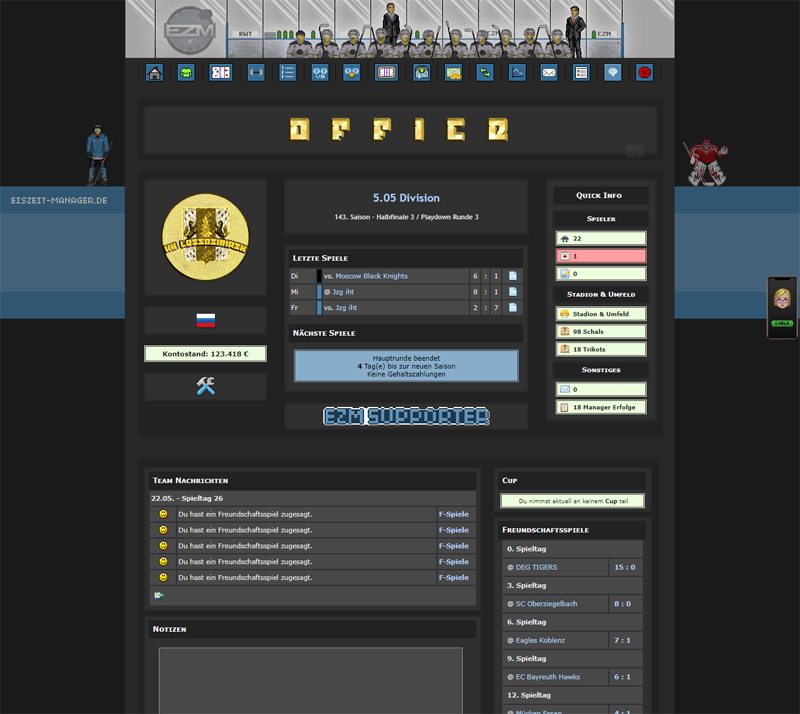 EZM
RWT
EZM
EZM
OFFICE
EISZEIT-MANAGER.DE
HK LASSOSIBIRSK
Kontostand: 123.418 €
5.05 Division
143. Saison - Halbfinale 3 / Playdown Runde 3
Letzte Spiele
Di vs. Moscow Black Knights 6 : 1
Mi @ Jzg iht 8 : 1
Fr vs. Jzg iht 2 : 7
Nächste Spiele
Hauptrunde beendet
4 Tag(e) bis zur neuen Saison
Keine Gehaltszahlungen
EZM SUPPORTER
Quick Info
Spieler
22
1
0
Stadion & Umfeld
Stadion & Umfeld
98 Schals
18 Trikots
Sonstiges
0
18 Manager Erfolge
Team Nachrichten
22.05. - Spieltag 26
Du hast ein Freundschaftsspiel zugesagt. F-Spiele
Du hast ein Freundschaftsspiel zugesagt. F-Spiele
Du hast ein Freundschaftsspiel zugesagt. F-Spiele
Du hast ein Freundschaftsspiel zugesagt. F-Spiele
Du hast ein Freundschaftsspiel zugesagt. F-Spiele
Notizen
Cup
Du nimmst aktuell an keinem Cup teil
Freundschaftsspiele
0. Spieltag
@ DEG TIGERS 15 : 0
3. Spieltag
@ SC Oberziegelbach 8 : 0
6. Spieltag
@ Eagles Koblenz 7 : 1
9. Spieltag
@ EC Bayreuth Hawks 6 : 1
12. Spieltag
@ Mücken Essen 4 : 1